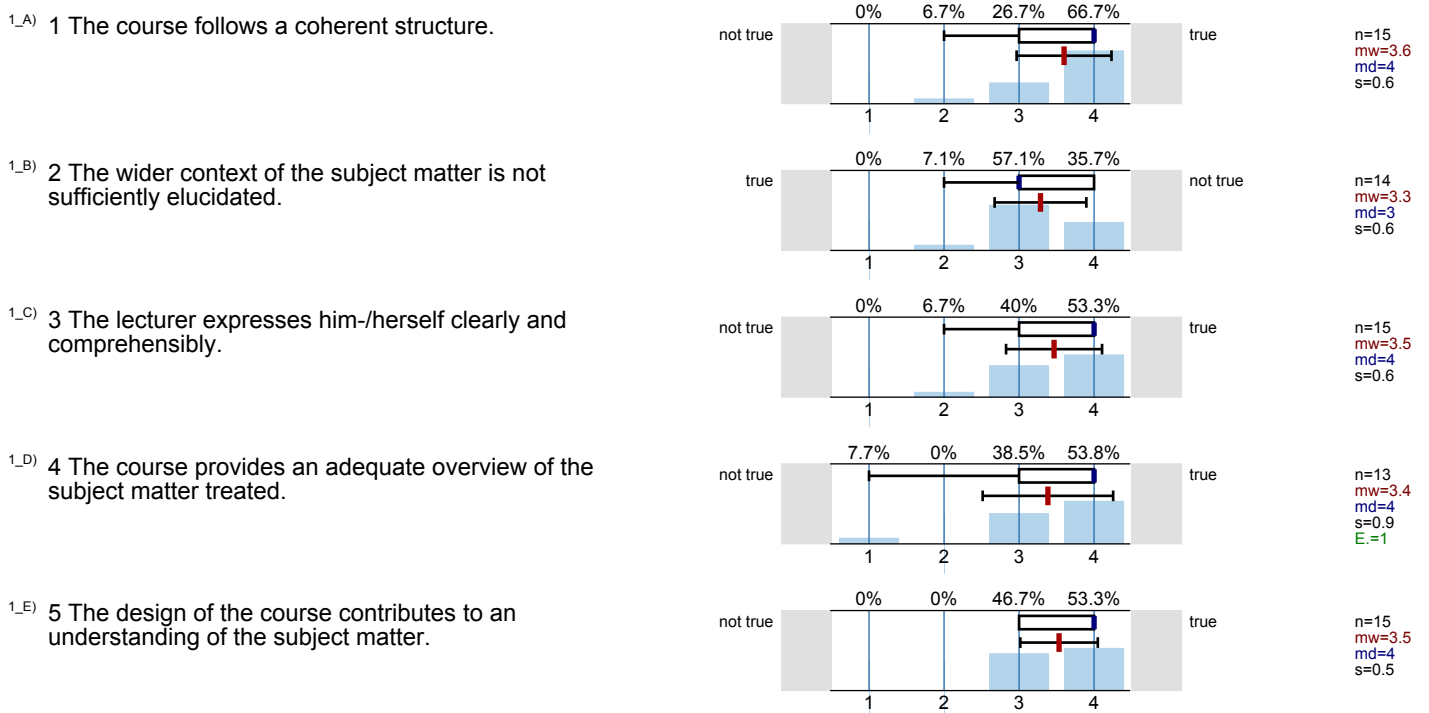 1_A) 1 The course follows a coherent structure.
0% 6.7% 26.7% 66.7%
not true true
1 2 3 4
n=15
mw=3.6
md=4
s=0.6
1_B) 2 The wider context of the subject matter is not
sufficiently elucidated.
0% 7.1% 57.1% 35.7%
true not true
1 2 3 4
n=14
mw=3.3
md=3
s=0.6
1_C) 3 The lecturer expresses him-/herself clearly and
comprehensibly.
0% 6.7% 40% 53.3%
not true true
1 2 3 4
n=15
mw=3.5
md=4
s=0.6
1_D) 4 The course provides an adequate overview of the
subject matter treated.
7.7% 0% 38.5% 53.8%
not true true
1 2 3 4
n=13
mw=3.4
md=4
s=0.9
E.=1
1_E) 5 The design of the course contributes to an
understanding of the subject matter.
0% 0% 46.7% 53.3%
not true true
1 2 3 4
n=15
mw=3.5
md=4
s=0.5